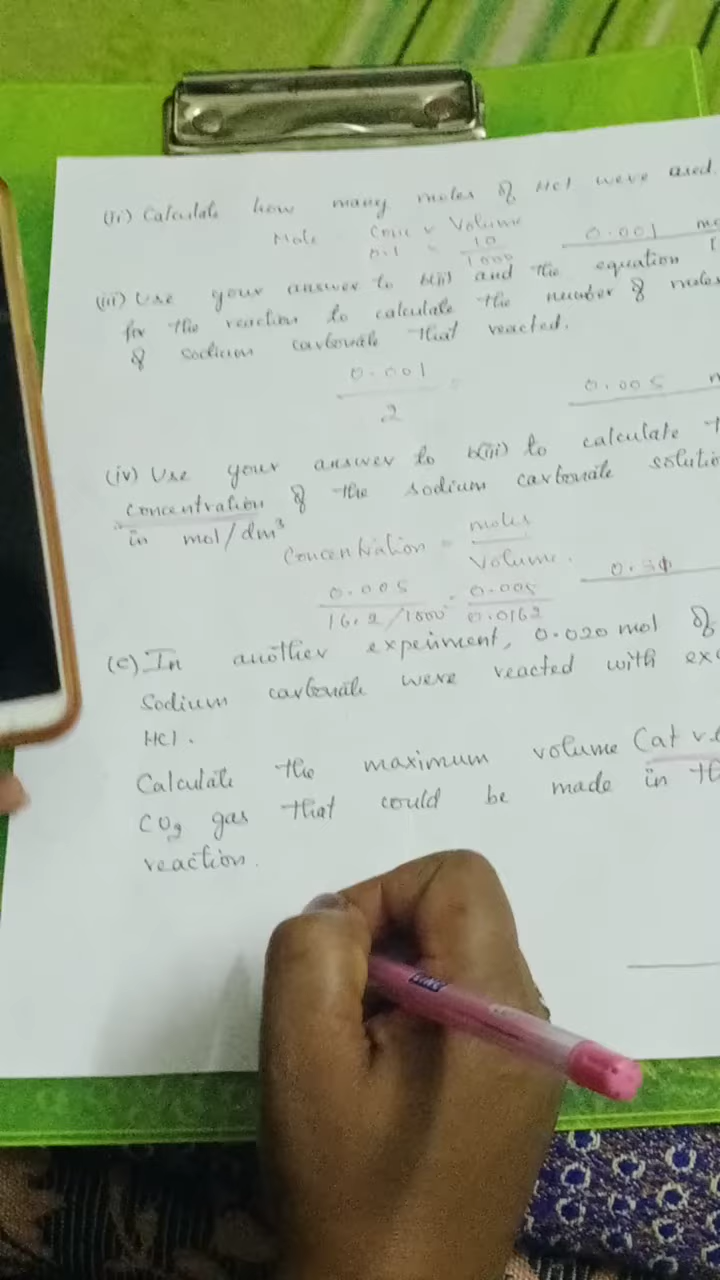 (ii) Calculate how many moles of HCl were used.
Mole = Conc × Volume
0.1 × 10/1000 0.001
(iii) Use your answer to b(ii) and the equation
for the reaction to calculate the number of moles
of sodium carbonate that reacted.
0.001 0.005
2
(iv) Use your answer to b(iii) to calculate
concentration of the sodium carbonate
in mol/dm³
Concentration = moles
Volume.
0.005 = 0.005
16.2/1000 0.0162
(c) In another experiment, 0.020 mol of
Sodium carbonate were reacted with
HCl.
Calculate the maximum volume (at
CO₂ gas that could be made in
reaction.